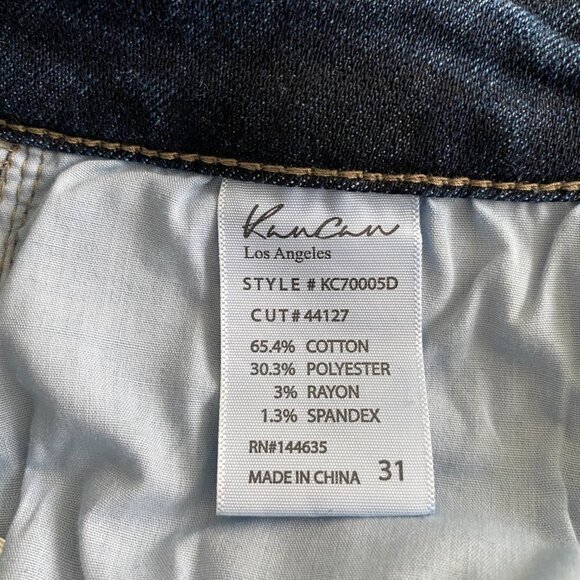 KanCan
Los Angeles
STYLE # KC70005D
CUT# 44127
65.4% COTTON
30.3% POLYESTER
3% RAYON
1.3% SPANDEX
RN#144635
MADE IN CHINA 31